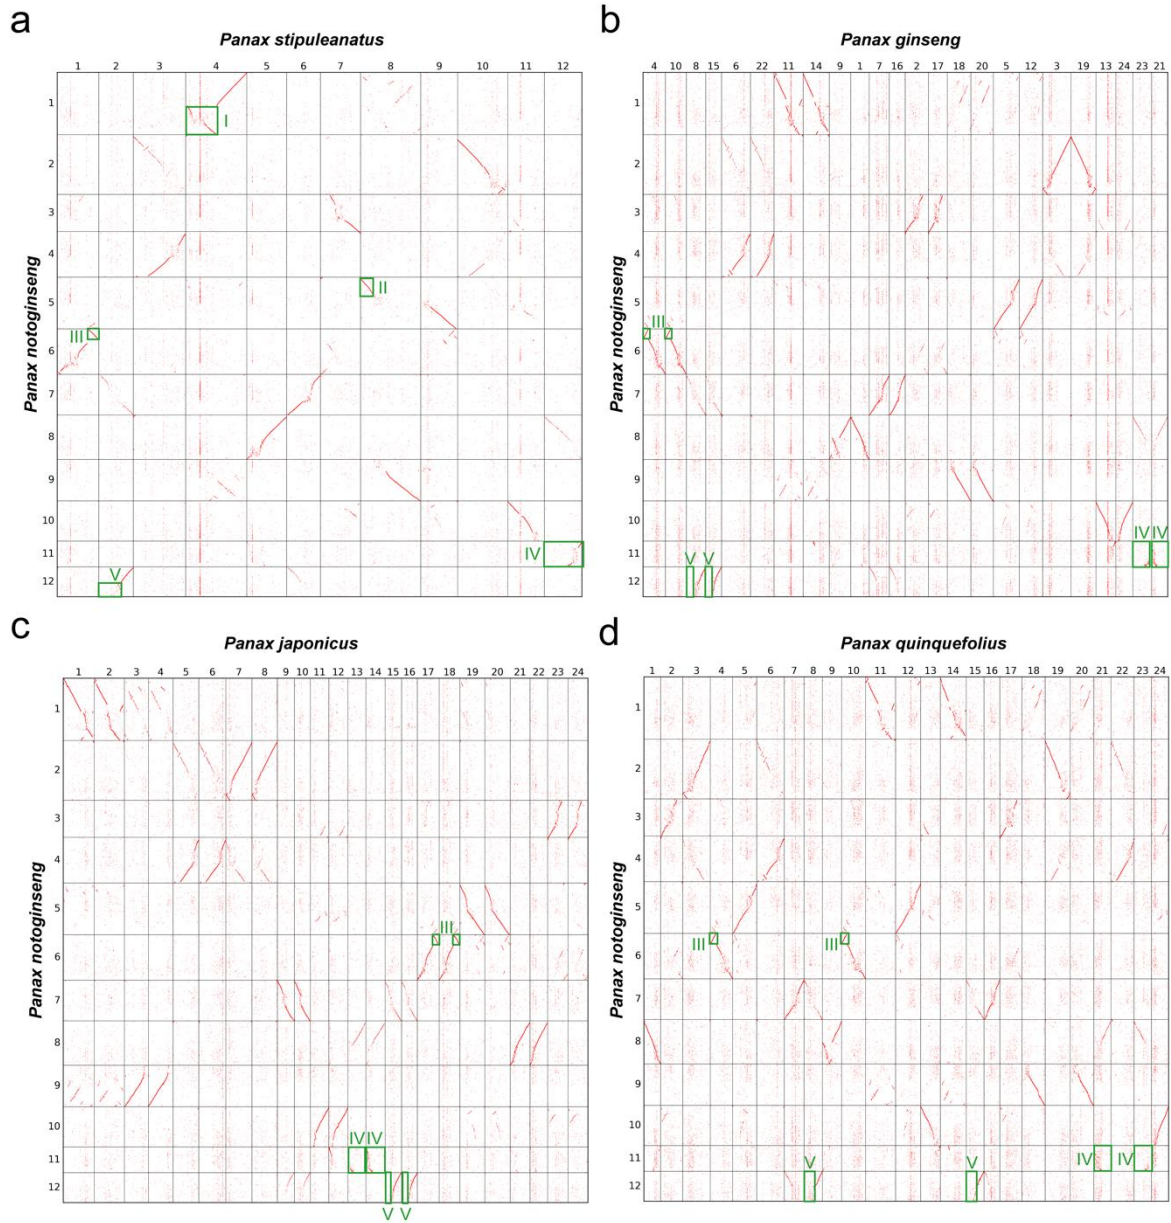 a
Panax stipuleanatus
1 2 3 4 5 6 7 8 9 10 11 12
Panax notoginseng
1
I
2
3
4
5
II
III
6
7
8
9
10
11
IV
12
V
b
Panax ginseng
4 10 8 15 6 22 11 14 9 1 7 16 2 17 18 20 5 12 3 19 13 24 23 21
Panax notoginseng
1
2
3
4
5
III
6
7
8
9
10
IV IV
11
V V
12
c
Panax japonicus
1 2 3 4 5 6 7 8 9 10 11 12 13 14 15 16 17 18 19 20 21 22 23 24
Panax notoginseng
1
2
3
4
5
III
6
7
8
9
10
IV IV
11
12
V V
d
Panax quinquefolius
1 2 3 4 5 6 7 8 9 10 11 12 13 14 15 16 17 18 19 20 21 22 23 24
Panax notoginseng
1
2
3
4
5
III III
6
7
8
9
10
11
IV IV
V V
12